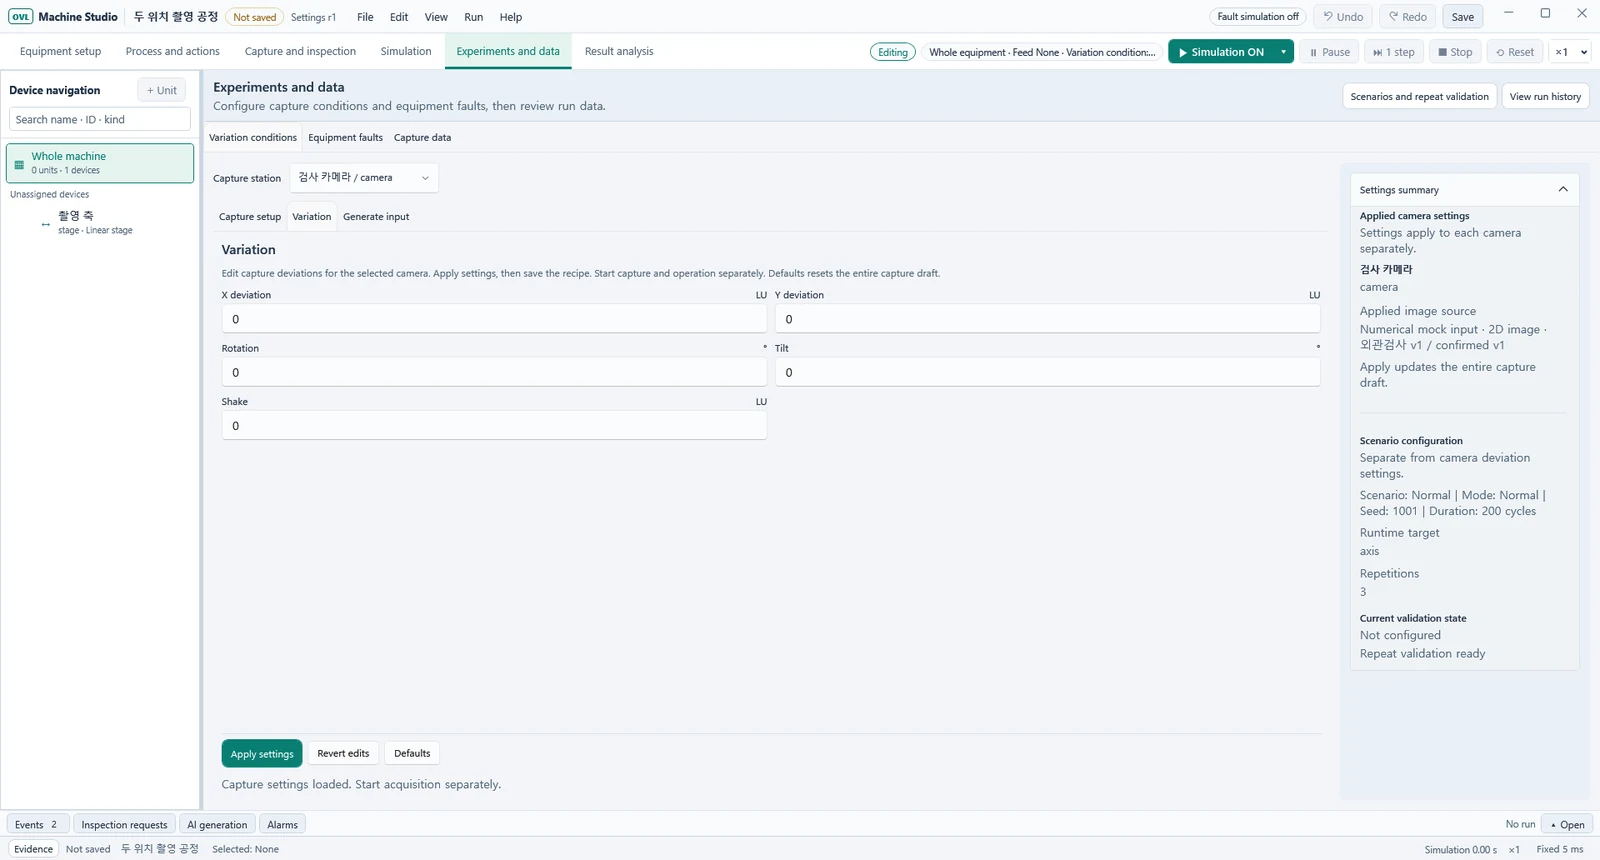 OVL Machine Studio 두 위치 촬영 공정 Not saved Settings r1 File Edit View Run Help Fault simulation off Undo Redo Save
Equipment setup Process and actions Capture and inspection Simulation Experiments and data Result analysis Editing Whole equipment · Feed None · Variation condition:... Simulation ON Pause 1 step Stop Reset ×1
Device navigation + Unit
Search name · ID · kind
Whole machine
0 units · 1 devices
Unassigned devices
촬영 축
stage · Linear stage
Experiments and data
Configure capture conditions and equipment faults, then review run data.
Scenarios and repeat validation View run history
Variation conditions Equipment faults Capture data
Capture station 검사 카메라 / camera
Capture setup Variation Generate input
Variation
Edit capture deviations for the selected camera. Apply settings, then save the recipe. Start capture and operation separately. Defaults resets the entire capture draft.
X deviation LU Y deviation LU
0 0
Rotation ° Tilt °
0 0
Shake LU
0
Apply settings Revert edits Defaults
Capture settings loaded. Start acquisition separately.
Settings summary
Applied camera settings
Settings apply to each camera
separately.
검사 카메라
camera
Applied image source
Numerical mock input · 2D image ·
외관검사 v1 / confirmed v1
Apply updates the entire capture
draft.
Scenario configuration
Separate from camera deviation
settings.
Scenario: Normal | Mode: Normal |
Seed: 1001 | Duration: 200 cycles
Runtime target
axis
Repetitions
3
Current validation state
Not configured
Repeat validation ready
Events 2 Inspection requests AI generation Alarms No run Open
Evidence Not saved 두 위치 촬영 공정 Selected: None Simulation 0.00 s ×1 Fixed 5 ms